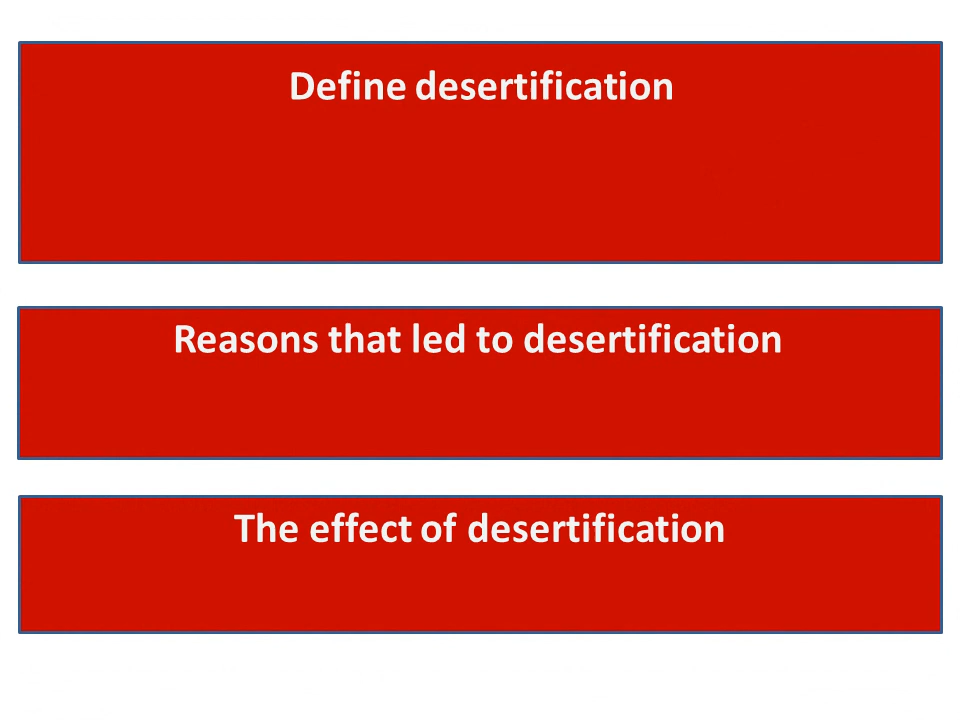 Define desertification
Reasons that led to desertification
The effect of desertification